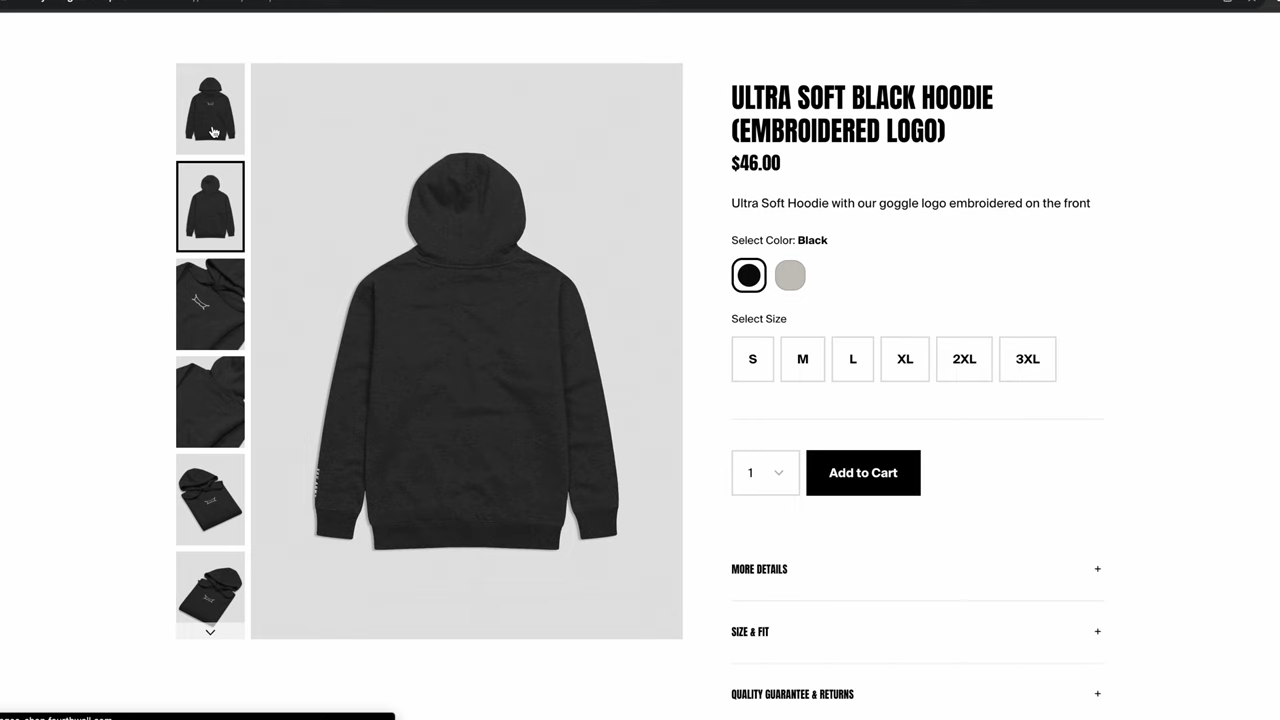 ULTRA SOFT BLACK HOODIE
(EMBROIDERED LOGO)
$46.00
Ultra Soft Hoodie with our goggle logo embroidered on the front
Select Color: Black
Select Size
S M L XL 2XL 3XL
1 Add to Cart
MORE DETAILS +
SIZE & FIT +
QUALITY GUARANTEE & RETURNS +